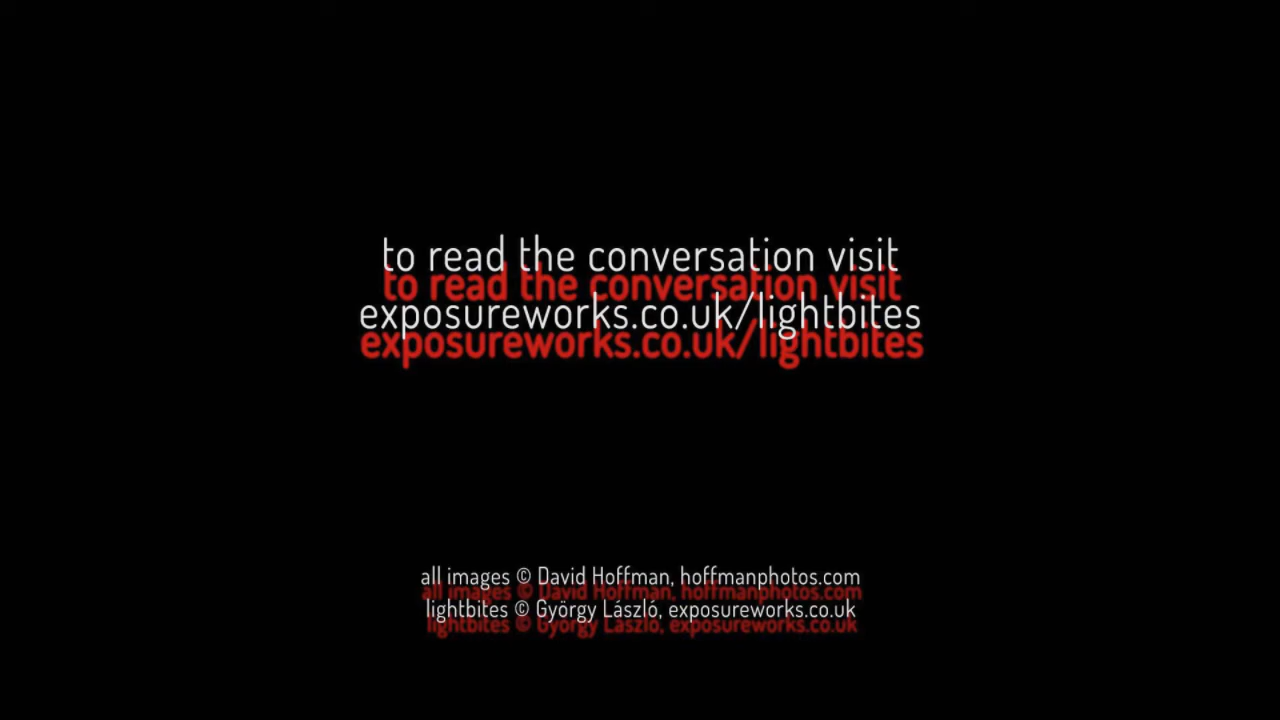 to read the conversation visit
exposureworks.co.uk/lightbites
all images © David Hoffman, hoffmanphotos.com
lightbites © György László, exposureworks.co.uk